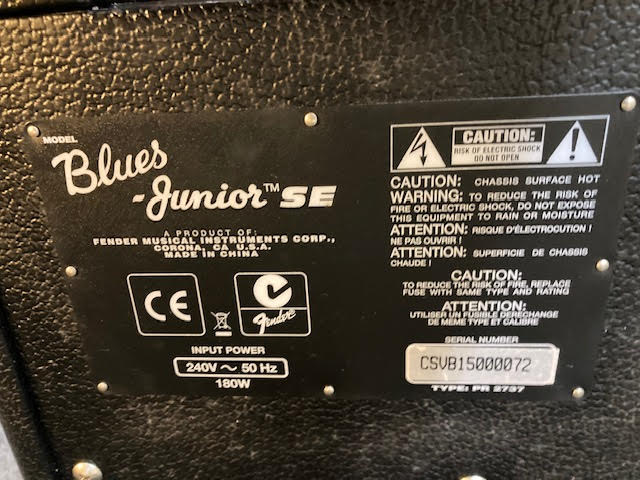 MODEL
Blues
Junior™ SE
A PRODUCT OF:
FENDER MUSICAL INSTRUMENTS CORP.,
CORONA, CA U.S.A.
MADE IN CHINA
CE
Fender
INPUT POWER
240V ~ 50 Hz
180W
CAUTION:
RISK OF ELECTRIC SHOCK
DO NOT OPEN
CAUTION: CHASSIS SURFACE HOT
WARNING: TO REDUCE THE RISK OF
FIRE OR ELECTRIC SHOCK, DO NOT EXPOSE
THIS EQUIPMENT TO RAIN OR MOISTURE
ATTENTION: RISQUE D'ÉLECTROCUTION !
NE PAS OUVRIR !
ATTENTION: SUPERFICIE DE CHASSIS
CHAUDE !
CAUTION:
TO REDUCE THE RISK OF FIRE, REPLACE
FUSE WITH SAME TYPE AND RATING
ATTENTION:
UTILISER UN FUSIBLE DERECHANGE
DE MEME TYPE ET CALIBRE
SERIAL NUMBER
CSVB15000072
TYPE: PR 2737